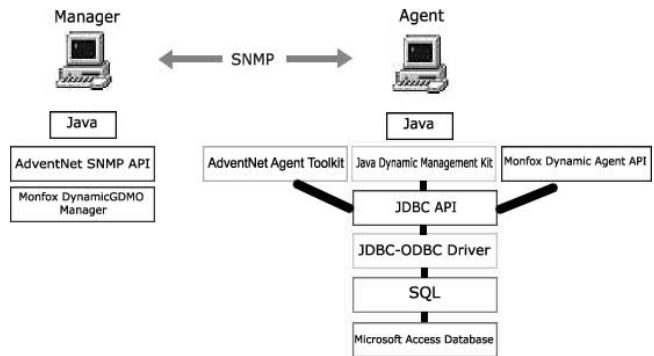 Manager
Agent
SNMP
Java
Java
AdventNet SNMP API
AdventNet Agent Toolkit
Java Dynamic Management Kit
Monfox Dynamic Agent API
Monfox DynamicGDMO
Manager
JDBC API
JDBC-ODBC Driver
SQL
Microsoft Access Database